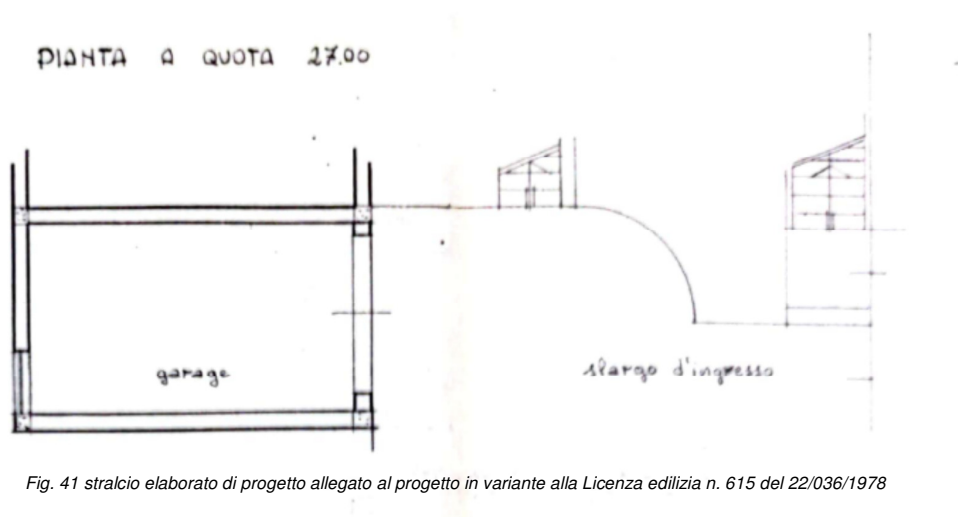 PIANTA A QUOTA 27.00
garage
slargo d'ingresso
Fig. 41 stralcio elaborato di progetto allegato al progetto in variante alla Licenza edilizia n. 615 del 22/036/1978